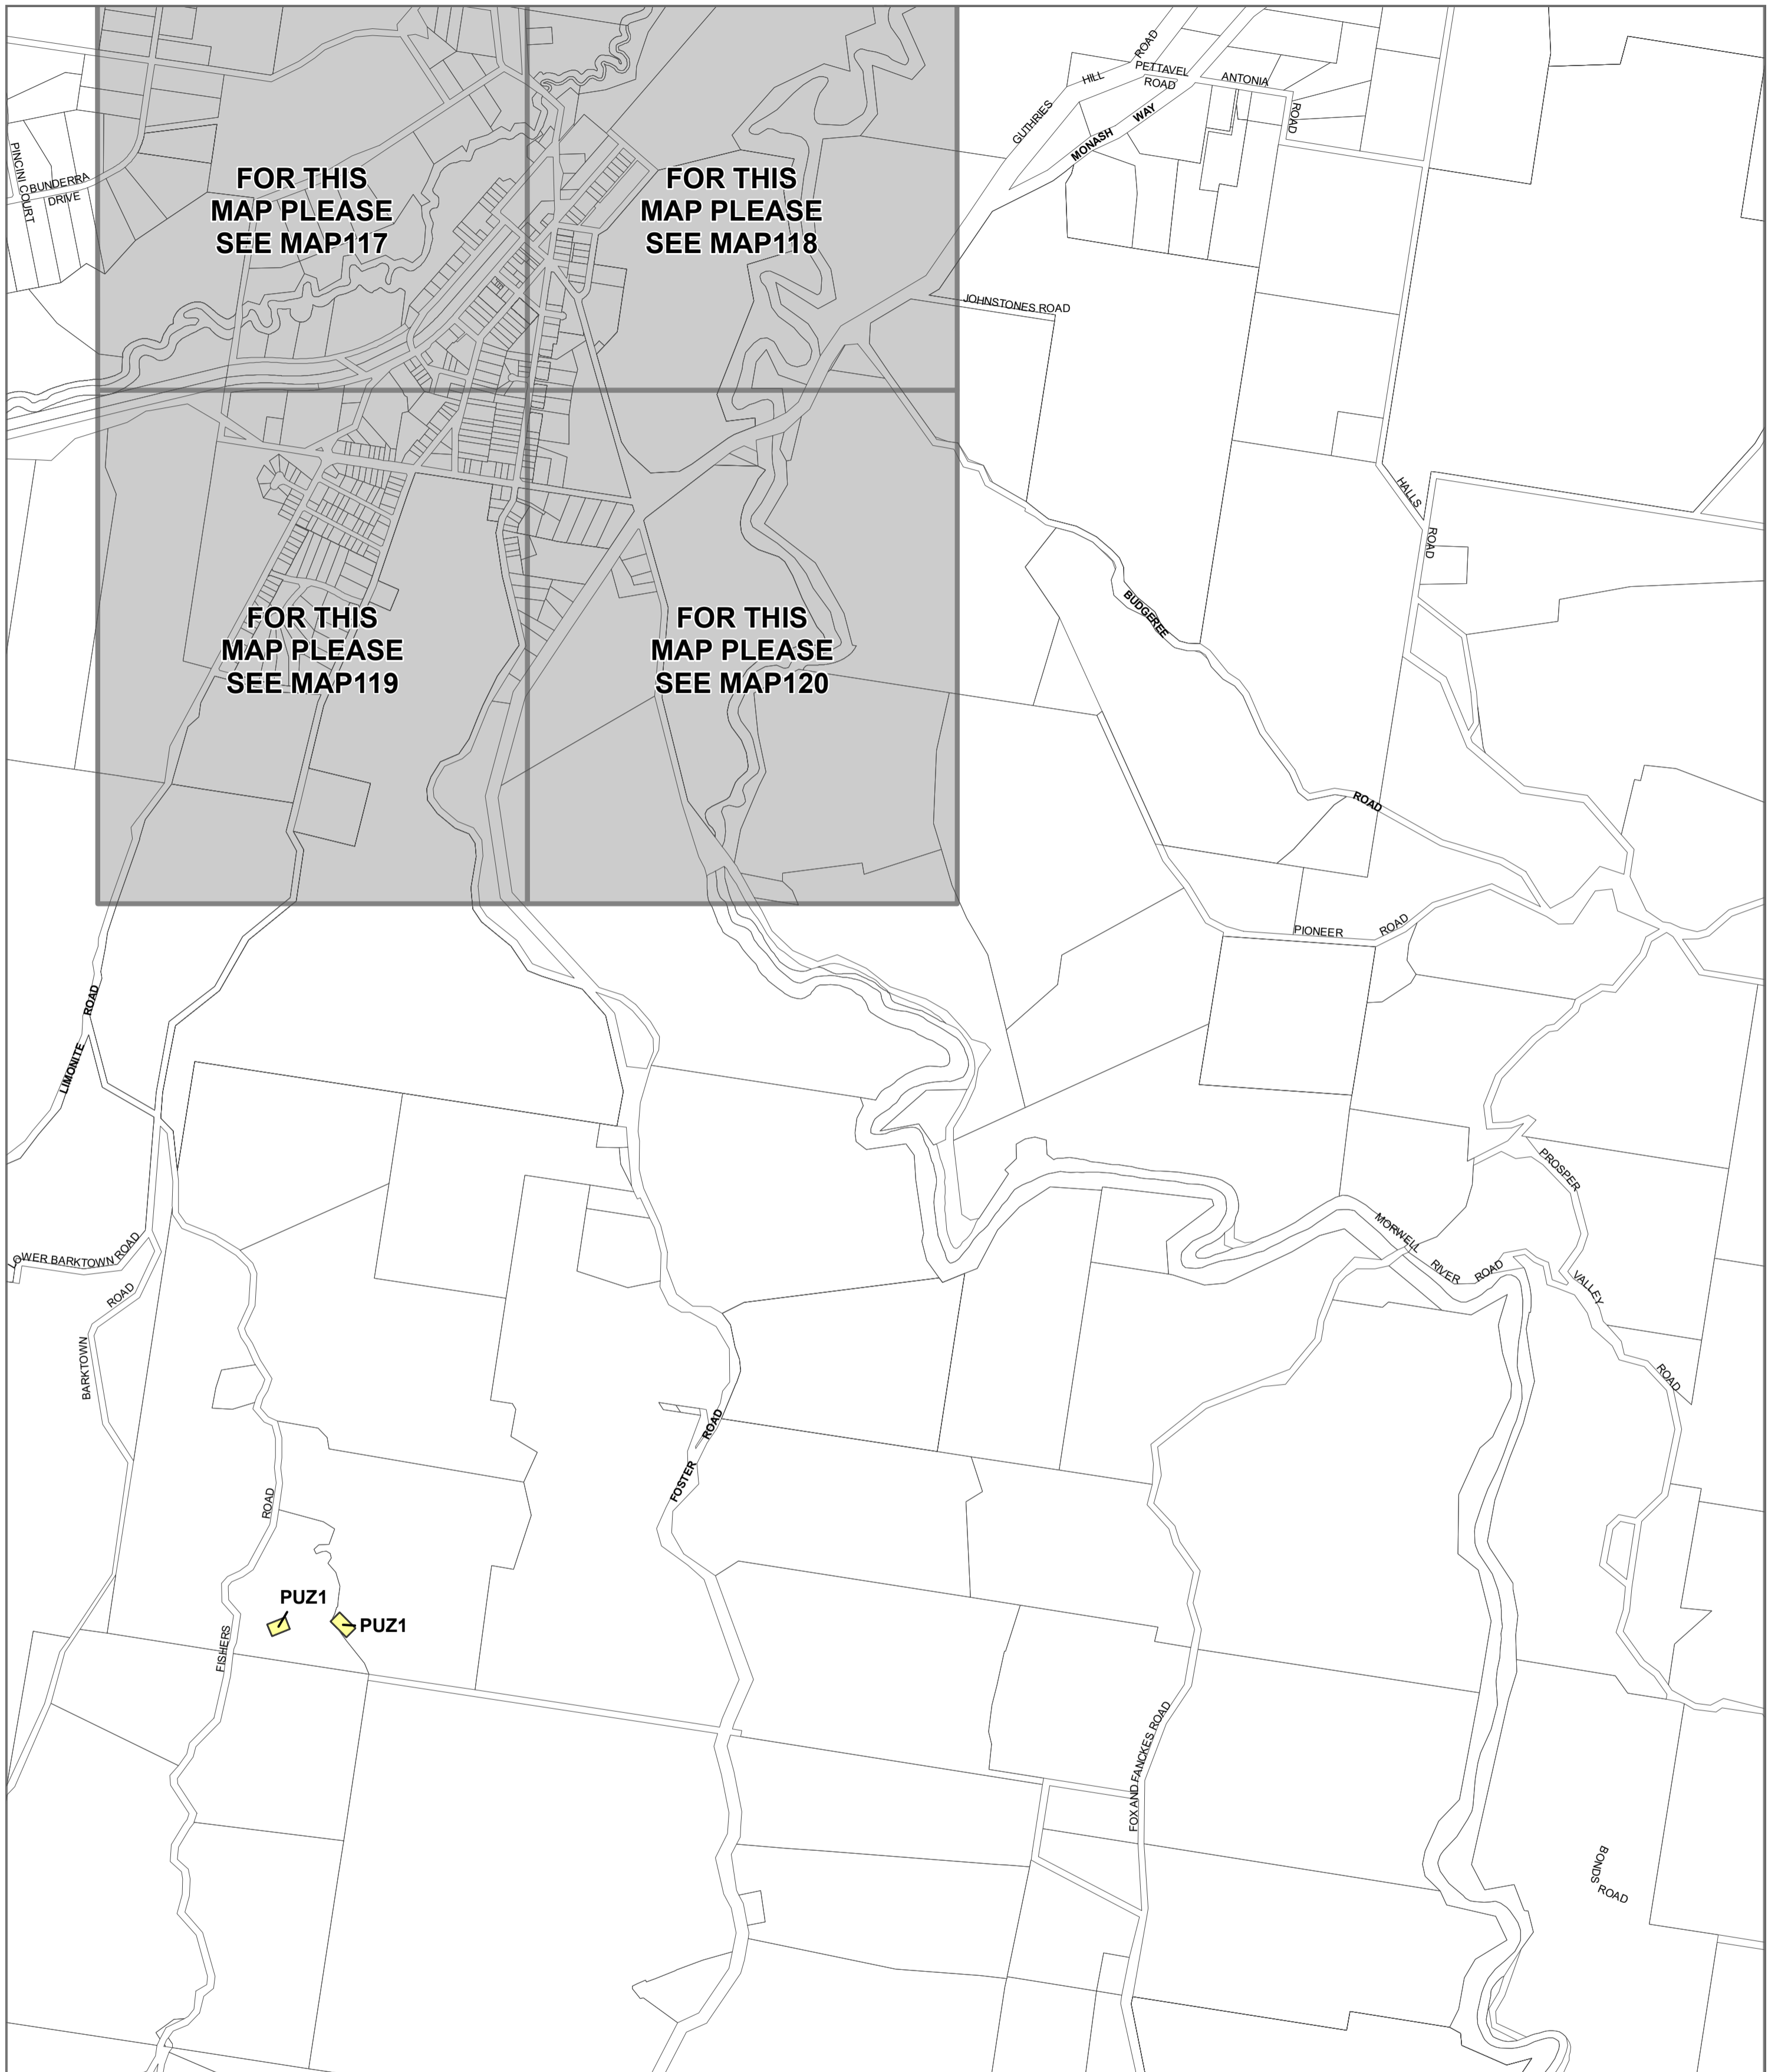 ROAD
HILL
PETTAVEL
ROAD
ANTONIA
ROAD
GUTHRIES
MONASH WAY
PINCINI COURT
BUNDERRA
DRIVE
FOR THIS
MAP PLEASE
SEE MAP117
FOR THIS
MAP PLEASE
SEE MAP118
JOHNSTONES ROAD
HALLS
ROAD
FOR THIS
MAP PLEASE
SEE MAP119
FOR THIS
MAP PLEASE
SEE MAP120
BUDGEREE
ROAD
PIONEER
ROAD
LIMONITE
ROAD
PROSPER
VALLEY
ROAD
MORWELL
RIVER
ROAD
LOWER BARKTOWN ROAD
BARKTOWN
ROAD
FOSTER
ROAD
FISHERS
ROAD
PUZ1
PUZ1
FOX AND FANCKES ROAD
BONDS
ROAD